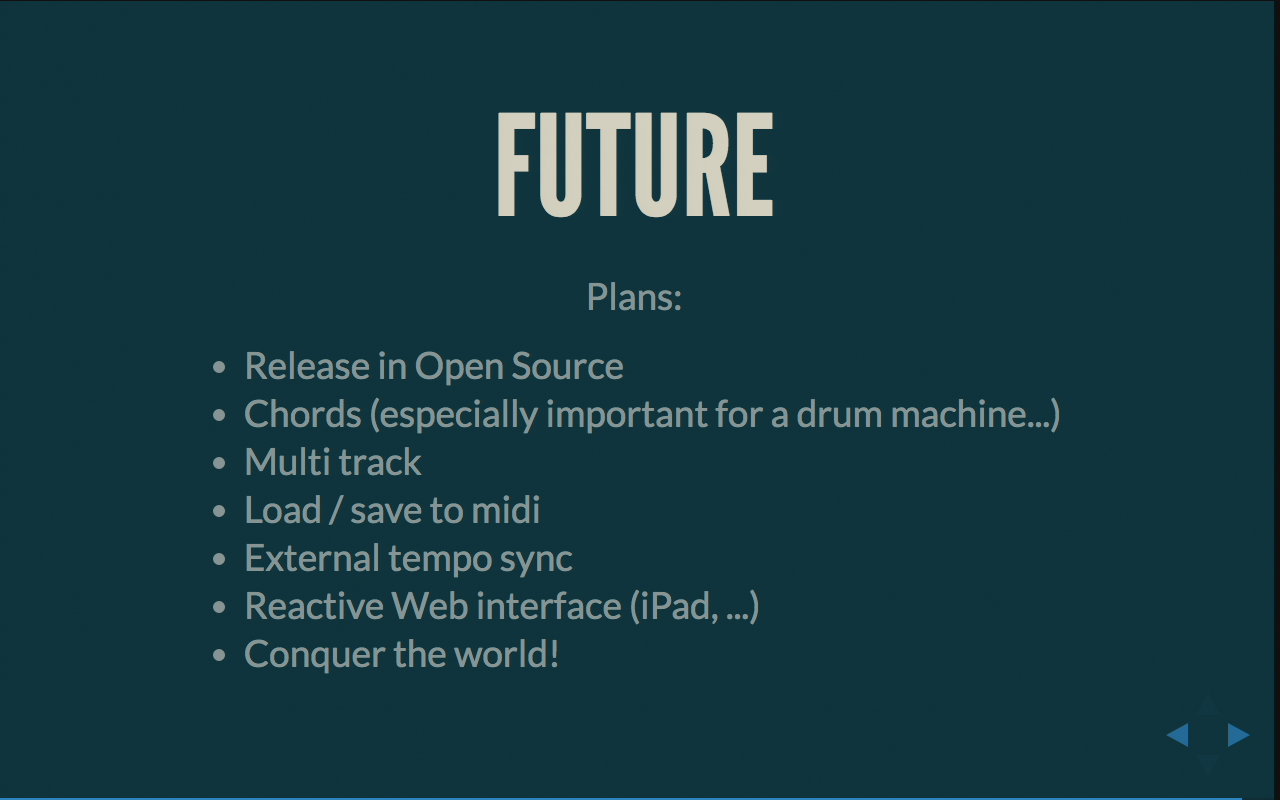 FUTURE
Plans:
• Release in Open Source
• Chords (especially important for a drum machine...)
• Multi track
• Load / save to midi
• External tempo sync
• Reactive Web interface (iPad, ...)
• Conquer the world!